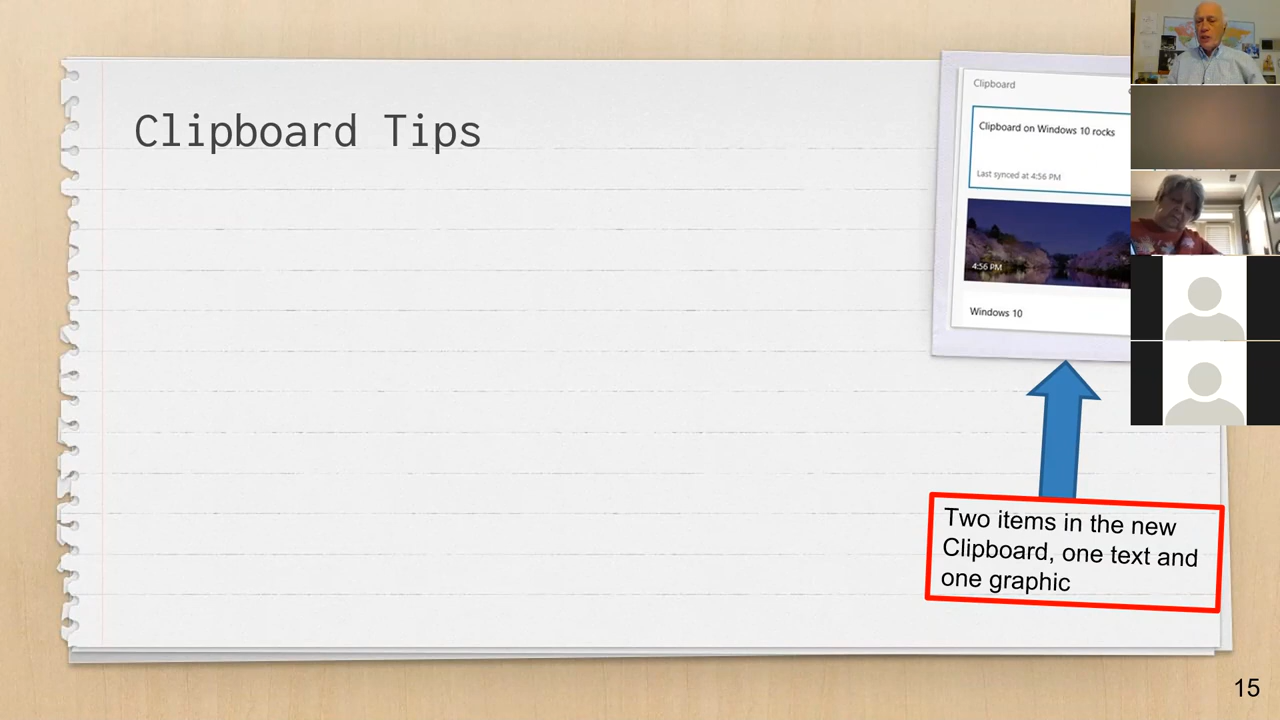 Clipboard Tips
Clipboard
Clipboard on Windows 10 rocks
Last synced at 4:56 PM
4:56 PM
Windows 10
Two items in the new
Clipboard, one text and
one graphic
15